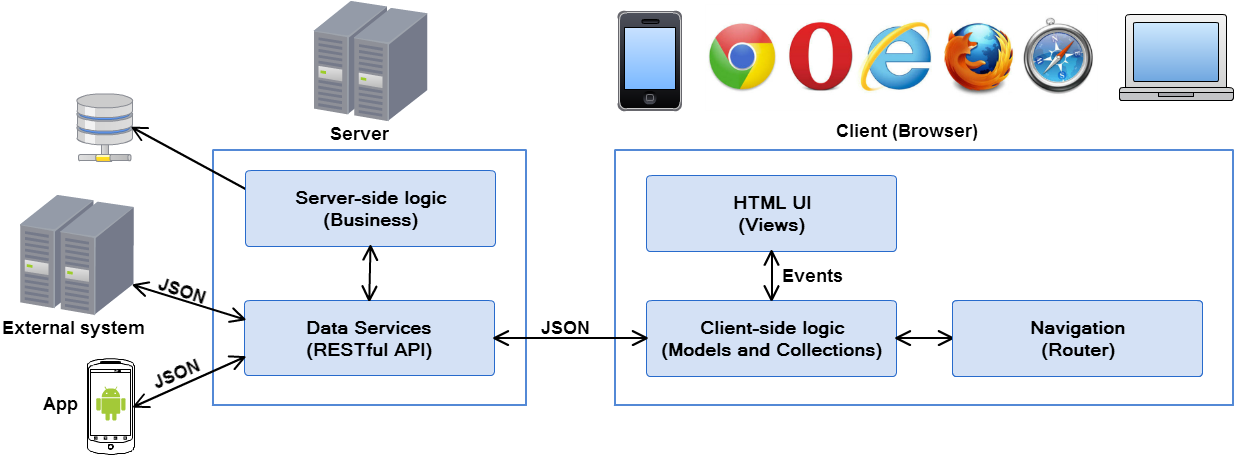 Server
Client (Browser)
Server-side logic
(Business)
HTML UI
(Views)
Events
JSON
External system
Data Services
(RESTful API)
JSON
Client-side logic
(Models and Collections)
Navigation
(Router)
JSON
App